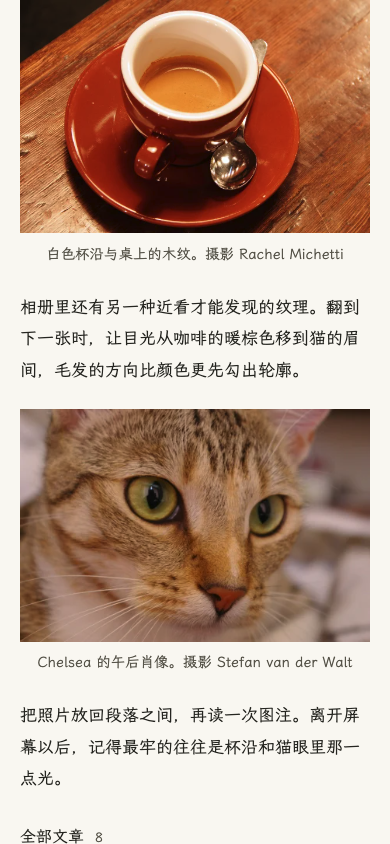 白色杯沿与桌上的木纹。摄影 Rachel Michetti
相册里还有另一种近看才能发现的纹理。翻到
下一张时，让目光从咖啡的暖棕色移到猫的眉
间，毛发的方向比颜色更先勾出轮廓。
Chelsea 的午后肖像。摄影 Stefan van der Walt
把照片放回段落之间，再读一次图注。离开屏
幕以后，记得最牢的往往是杯沿和猫眼里那一
点光。
全部文章 8